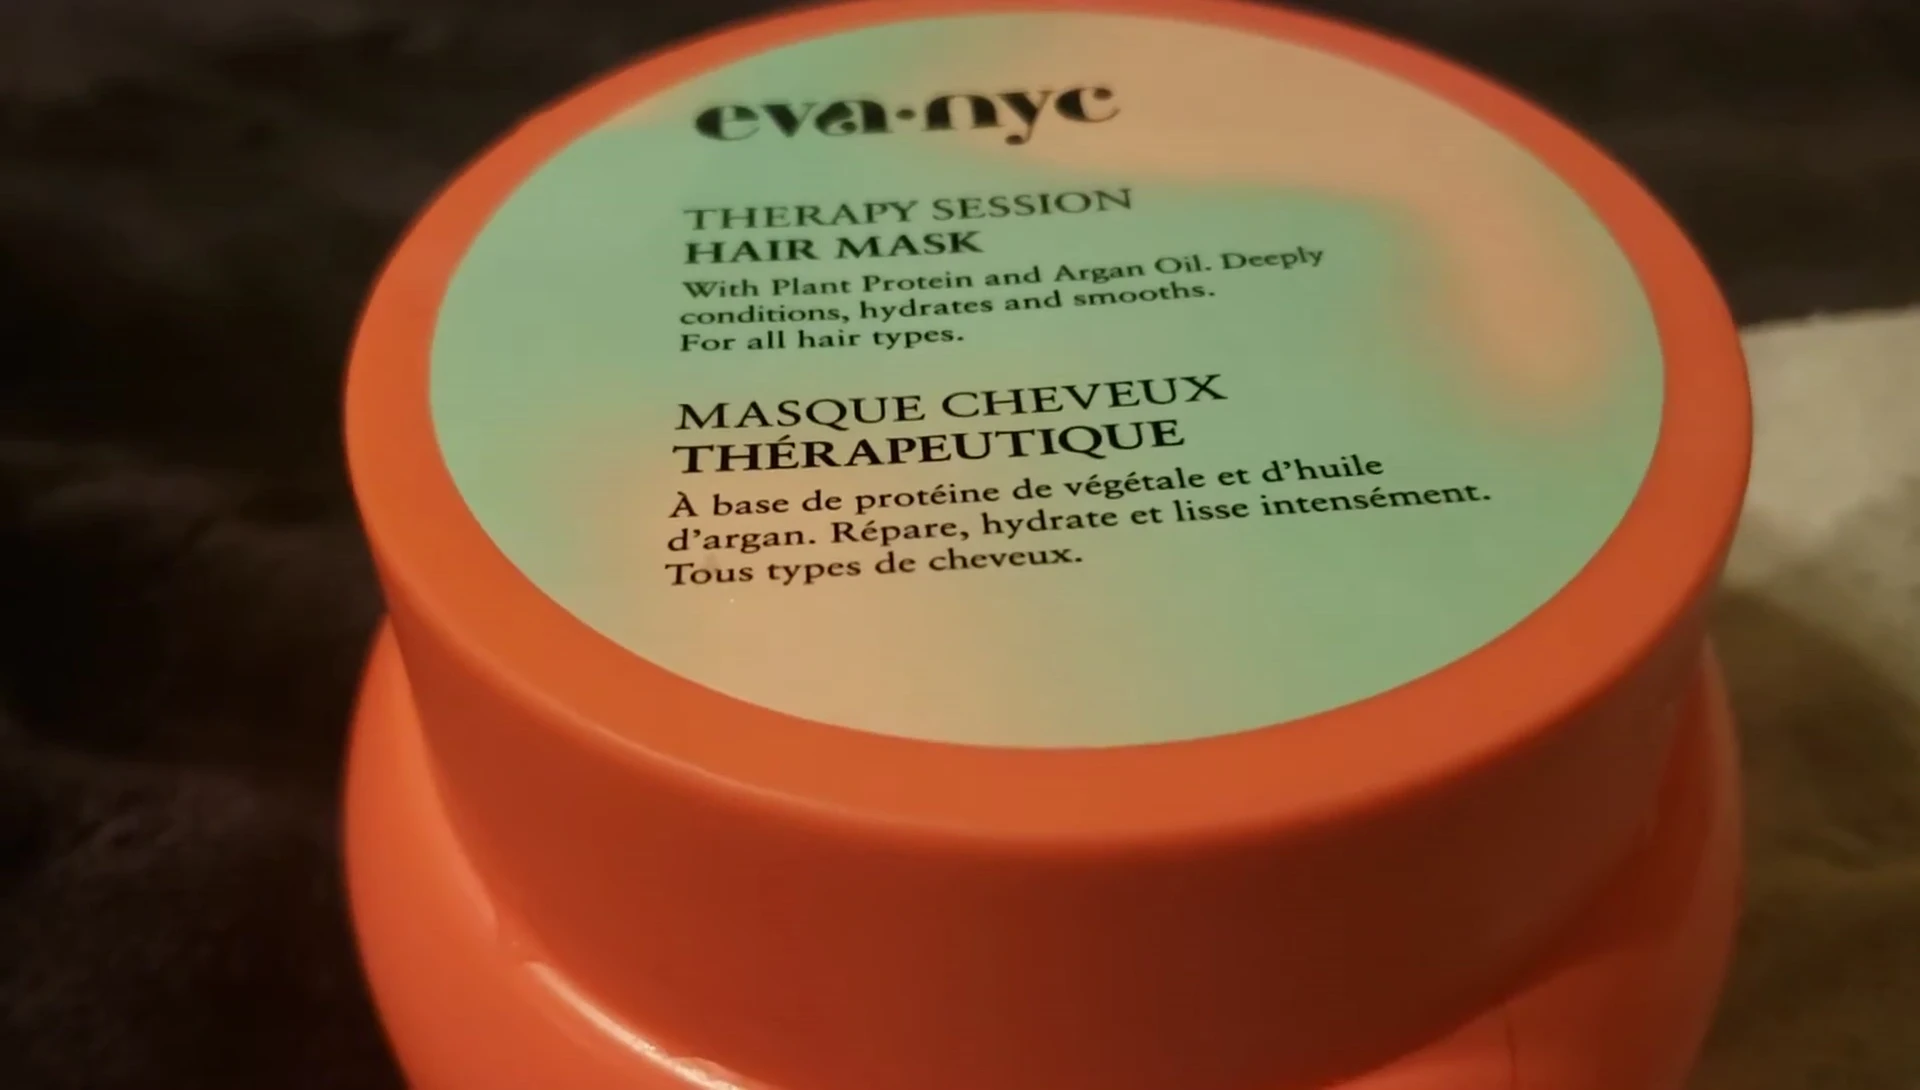 eva•nyc
THERAPY SESSION
HAIR MASK
With Plant Protein and Argan Oil. Deeply
conditions, hydrates and smooths.
For all hair types.
MASQUE CHEVEUX
THÉRAPEUTIQUE
À base de protéine de végétale et d’huile
d’argan. Répare, hydrate et lisse intensément.
Tous types de cheveux.